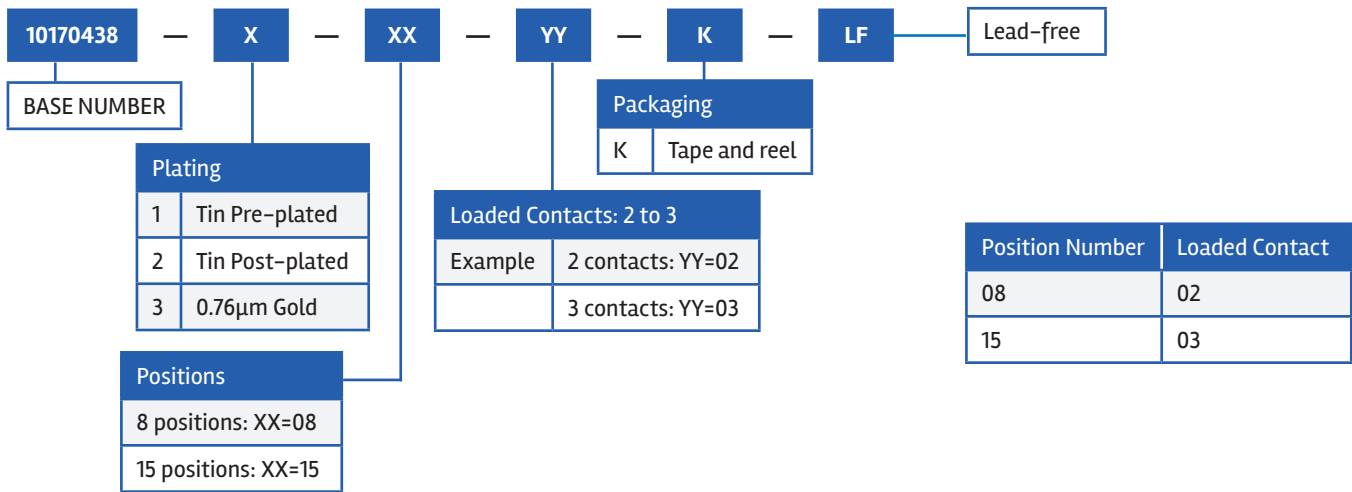 10170438 — X — XX — YY — K — LF Lead-free
BASE NUMBER
Packaging
K Tape and reel
Plating
1 Tin Pre-plated
2 Tin Post-plated
3 0.76µm Gold
Loaded Contacts: 2 to 3
Example 2 contacts: YY=02
3 contacts: YY=03
Position Number Loaded Contact
08 02
15 03
Positions
8 positions: XX=08
15 positions: XX=15